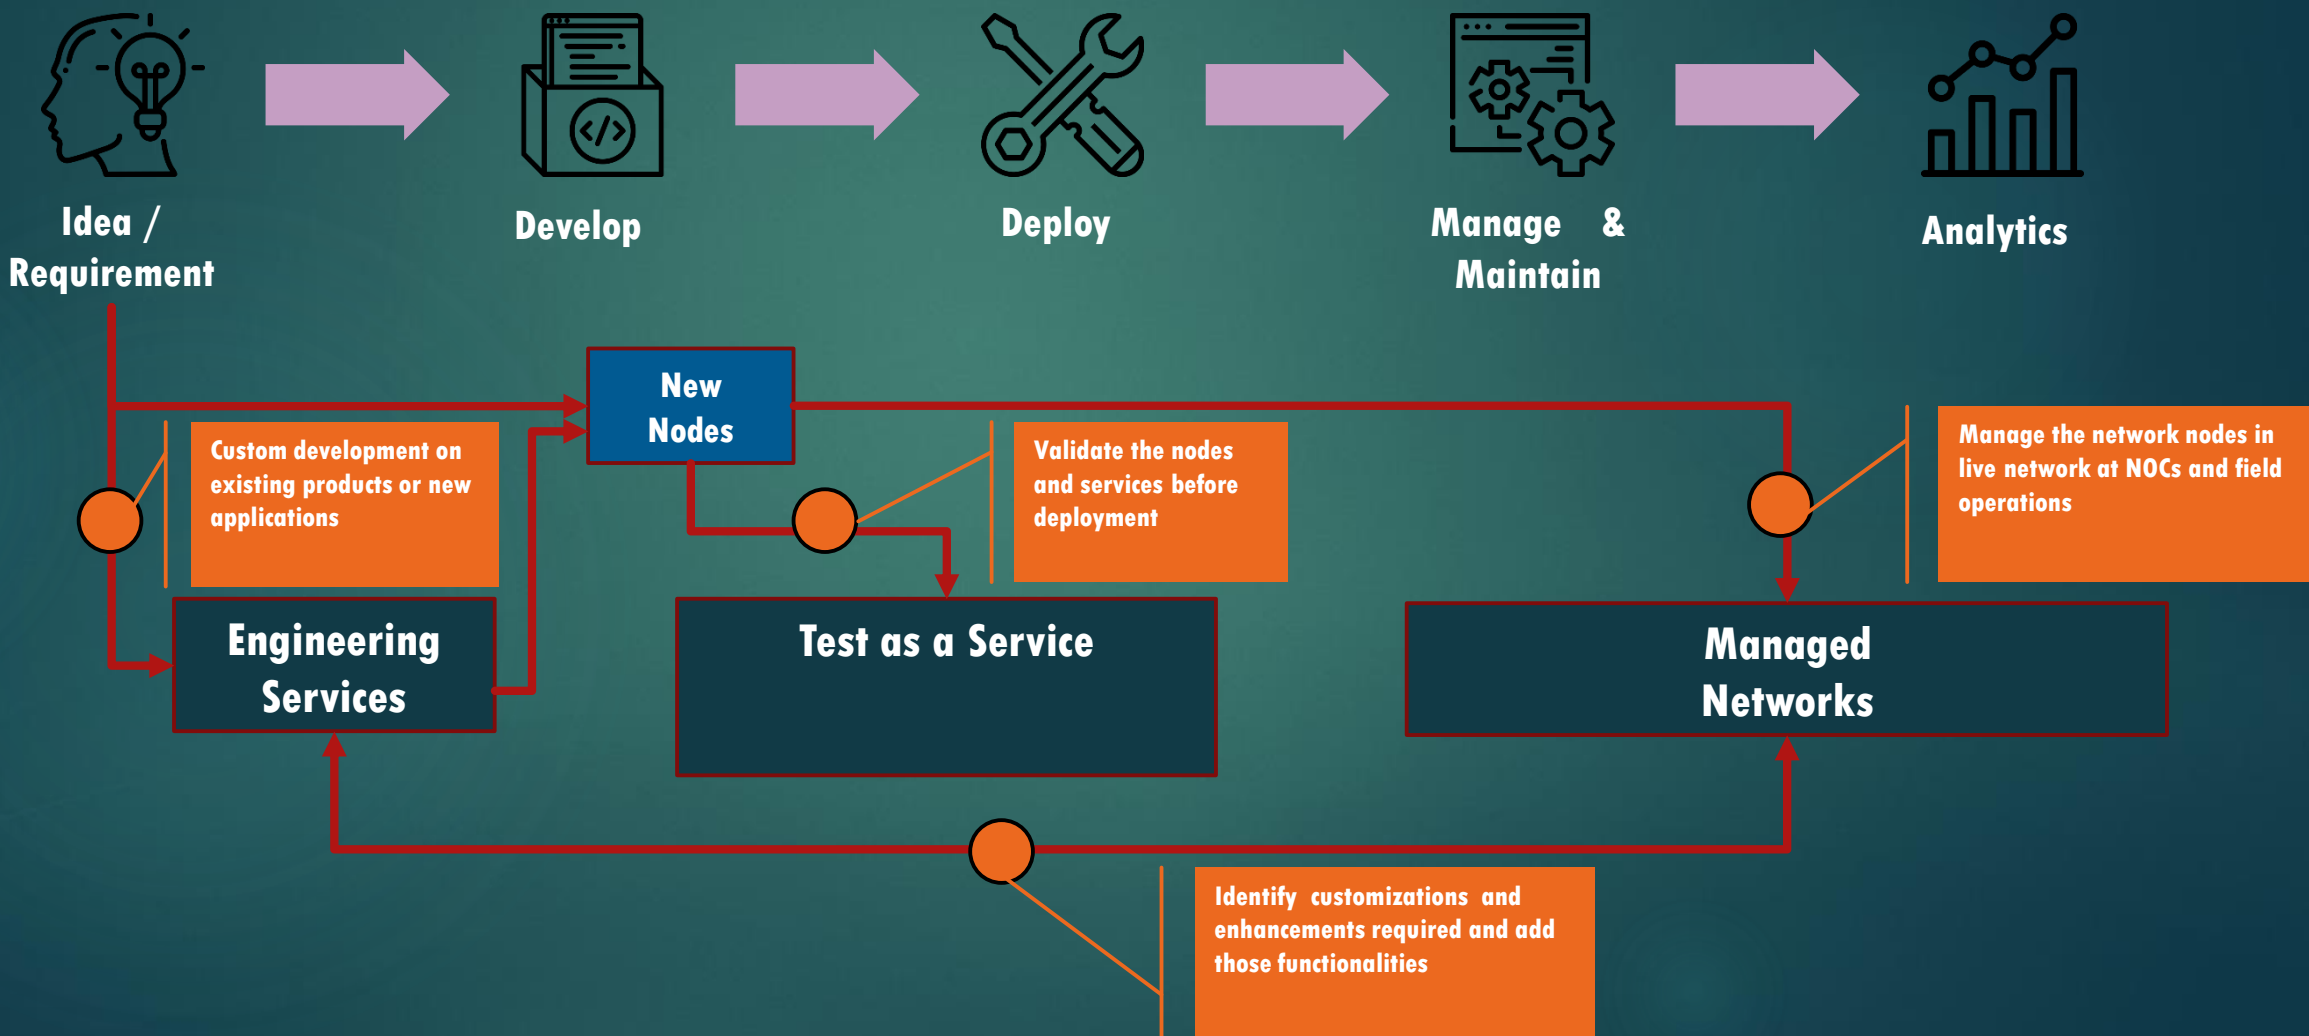 Idea /
Requirement
Develop
Deploy
Manage &
Maintain
Analytics
New
Nodes
Custom development on
existing products or new
applications
Validate the nodes
and services before
deployment
Manage the network nodes in
live network at NOCs and field
operations
Engineering
Services
Test as a Service
Managed
Networks
Identify customizations and
enhancements required and add
those functionalities